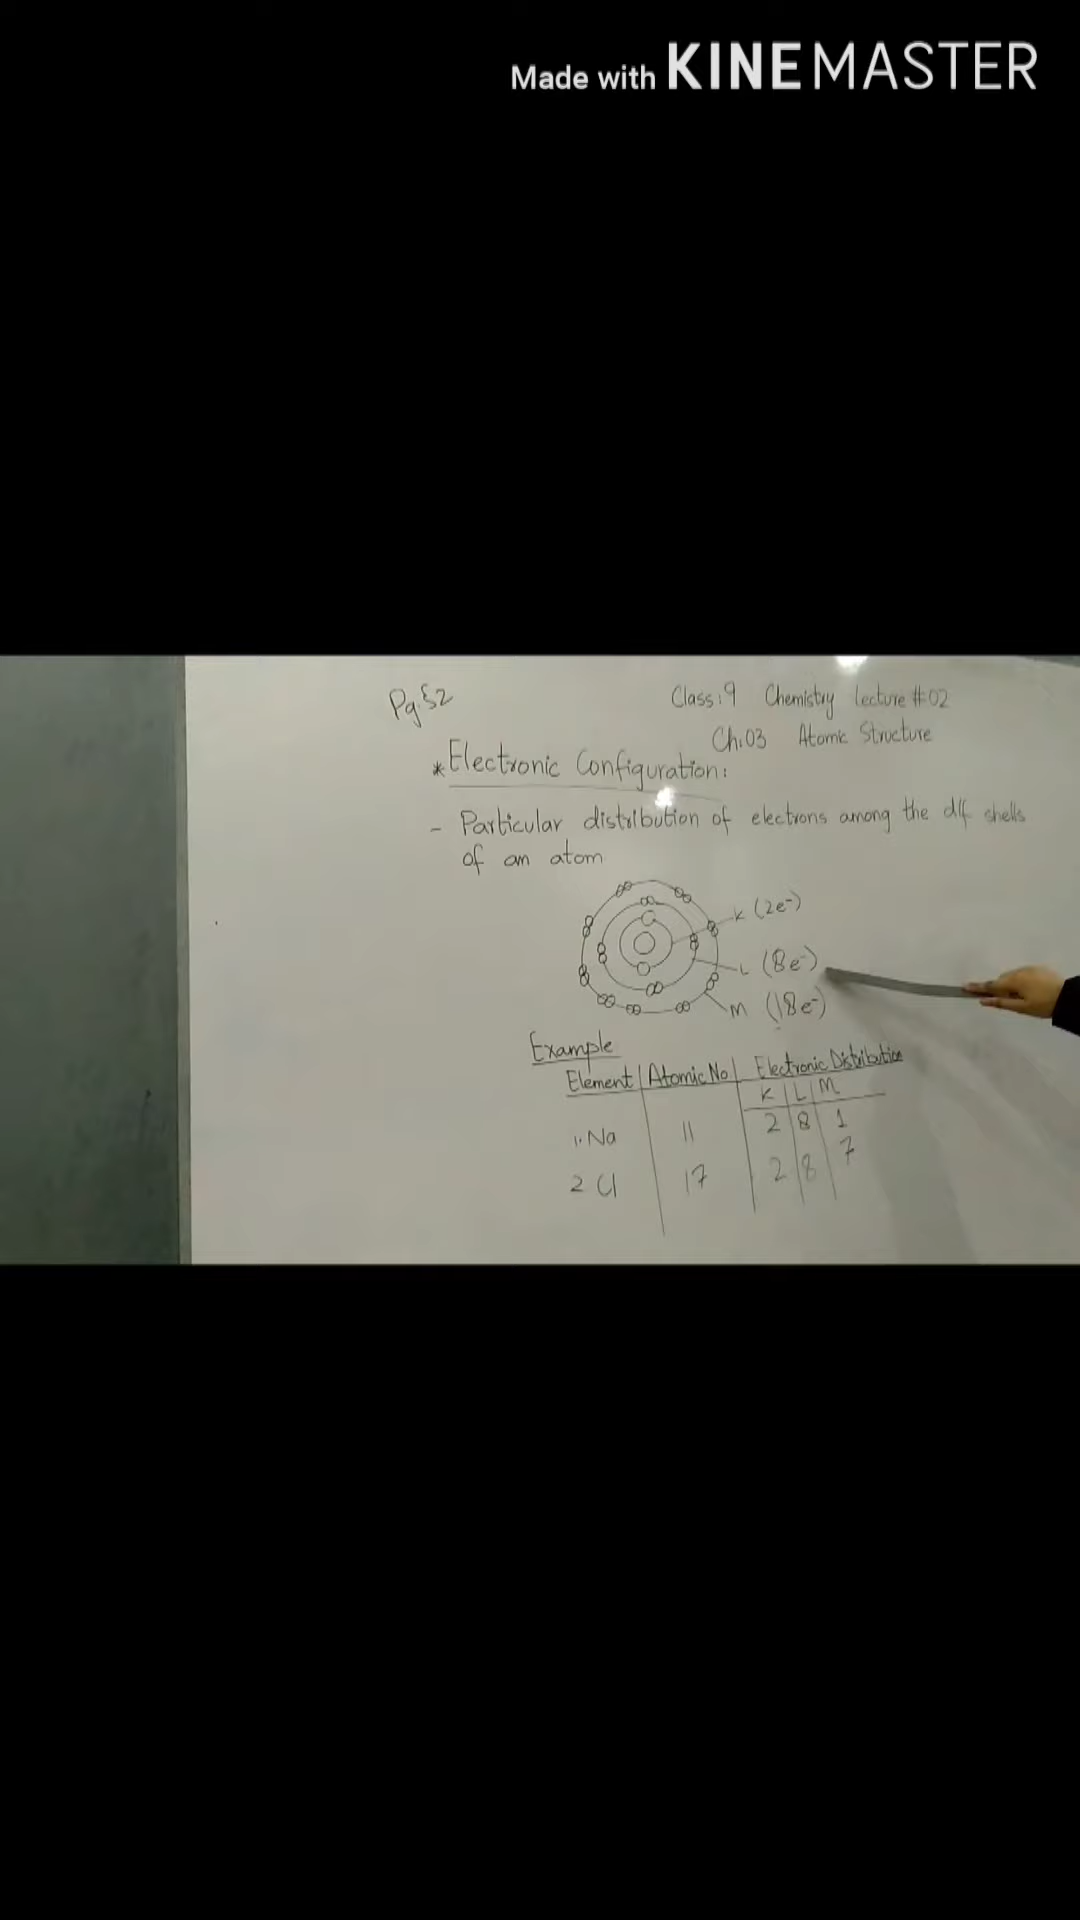 Made with KINEMASTER
Pg.52
Class:9 Chemistry Lecture #02
Ch:03 Atomic Structure
*Electronic Configuration:
- Particular distribution of electrons among the dif shells
of an atom
K (2e⁻)
L (8e⁻)
M (18e⁻)
Example
Element Atomic No Electronic Distribution
K L M
1. Na 11 2 8 1
2 Cl 17 2 8 7